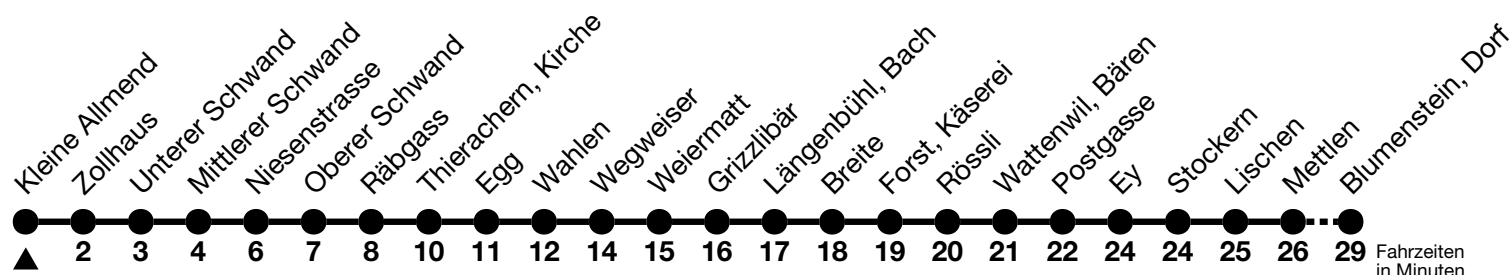 Kleine Allmend
Zollhaus
Unterer Schwand
Mittlerer Schwand
Niesenstrasse
Oberer Schwand
Räbgass
Thierachern, Kirche
Egg
Wahlen
Wegweiser
Weiermatt
Grizzlibär
Längenbühl, Bach
Breite
Forst, Käserei
Rössli
Wattenwil, Bären
Postgasse
Ey
Stockern
Lischen
Mettlen
Blumenstein, Dorf
2 3 4 6 7 8 10 11 12 14 15 16 17 18 19 20 21 22 24 24 25 26 29 Fahrzeiten
in Minuten